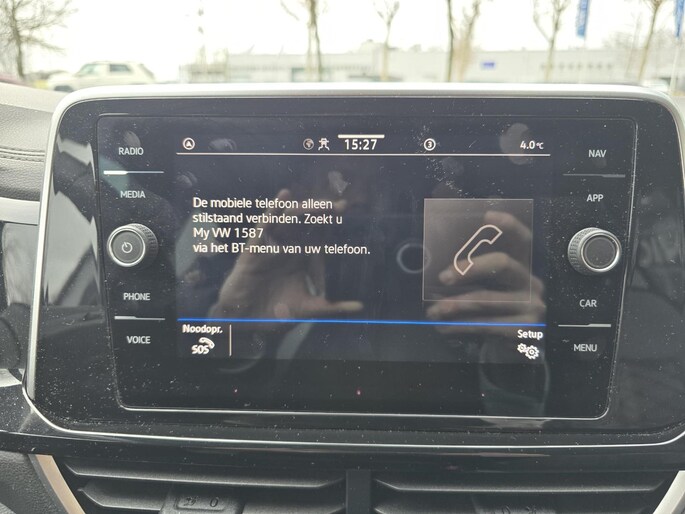 RADIO
MEDIA
PHONE
VOICE
15:27
3
4.0°C
De mobiele telefoon alleen
stilstaand verbinden. Zoekt u
My VW 1587
via het BT-menu van uw telefoon.
Noodopr.
SOS
Setup
NAV
APP
CAR
MENU